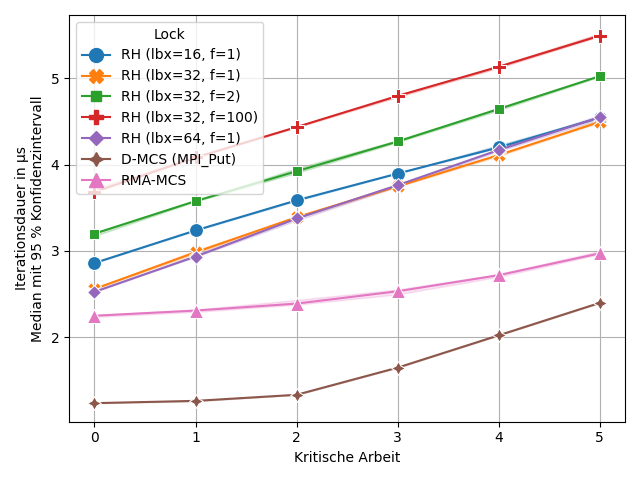 Lock
RH (lbx=16, f=1)
RH (lbx=32, f=1)
RH (lbx=32, f=2)
RH (lbx=32, f=100)
RH (lbx=64, f=1)
D-MCS (MPI_Put)
RMA-MCS
Iterationsdauer in µs
Median mit 95 % Konfidenzintervall
5
4
3
2
0 1 2 3 4 5
Kritische Arbeit